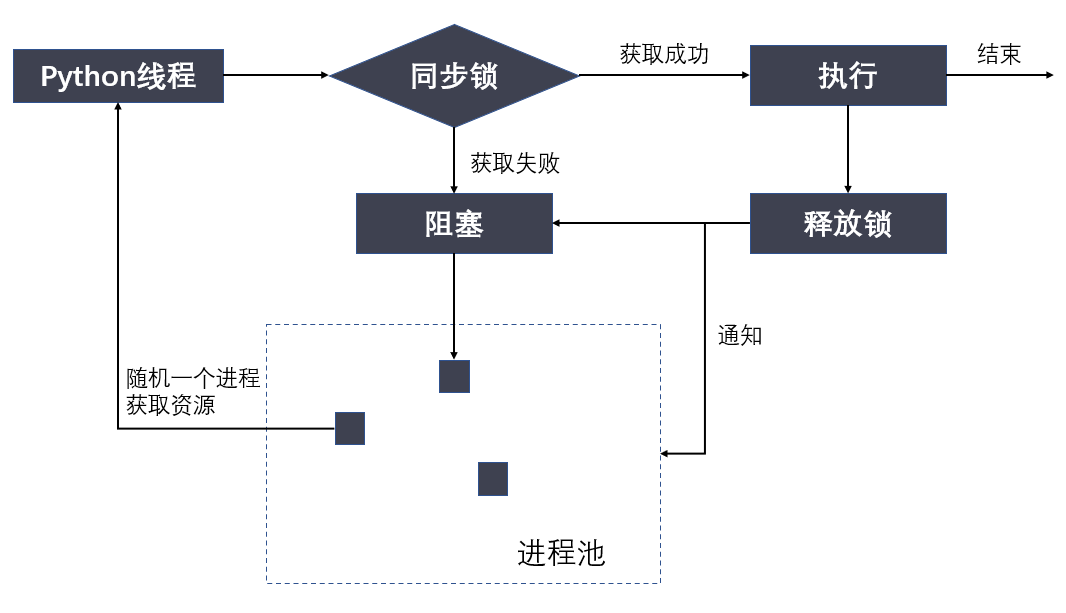 Python线程
同步锁
获取成功
执行
结束
获取失败
阻塞
释放锁
通知
随机一个进程
获取资源
进程池